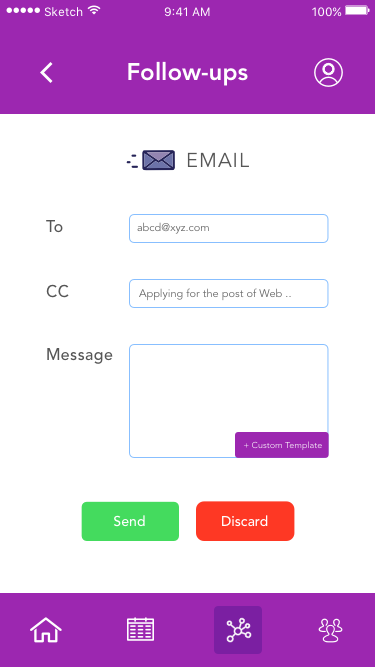 Sketch 9:41 AM 100%
Follow-ups
EMAIL
To abcd@xyz.com
CC Applying for the post of Web ..
Message
+ Custom Template
Send Discard